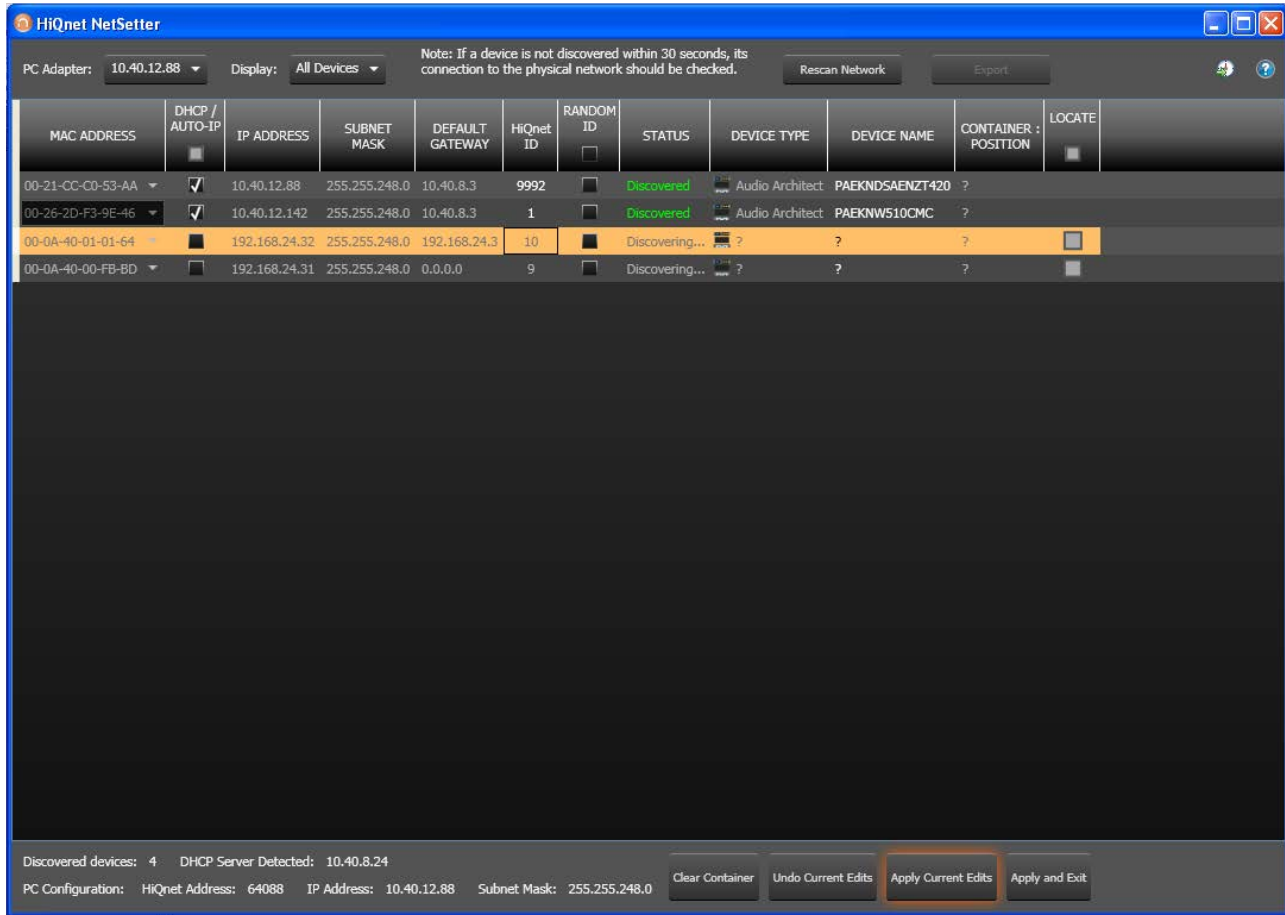 HiQnet NetSetter
PC Adapter: 10.40.12.88 Display: All Devices Note: If a device is not discovered within 30 seconds, its
connection to the physical network should be checked. Rescan Network Export
MAC ADDRESS DHCP / AUTO-IP IP ADDRESS SUBNET MASK DEFAULT GATEWAY HiQnet ID RANDOM ID STATUS DEVICE TYPE DEVICE NAME CONTAINER : POSITION LOCATE
00-21-CC-C0-53-AA 10.40.12.88 255.255.248.0 10.40.8.3 9992 Discovered Audio Architect PAEKNDSAENZT420 ?
00-26-2D-F3-9E-46 10.40.12.142 255.255.248.0 10.40.8.3 1 Discovered Audio Architect PAEKNW510CMC ?
00-0A-40-01-01-64 192.168.24.32 255.255.248.0 192.168.24.3 10 Discovering... ? ? ?
00-0A-40-00-FB-BD 192.168.24.31 255.255.248.0 0.0.0.0 9 Discovering... ? ? ?
Discovered devices: 4 DHCP Server Detected: 10.40.8.24
PC Configuration: HiQnet Address: 64088 IP Address: 10.40.12.88 Subnet Mask: 255.255.248.0
Clear Container Undo Current Edits Apply Current Edits Apply and Exit